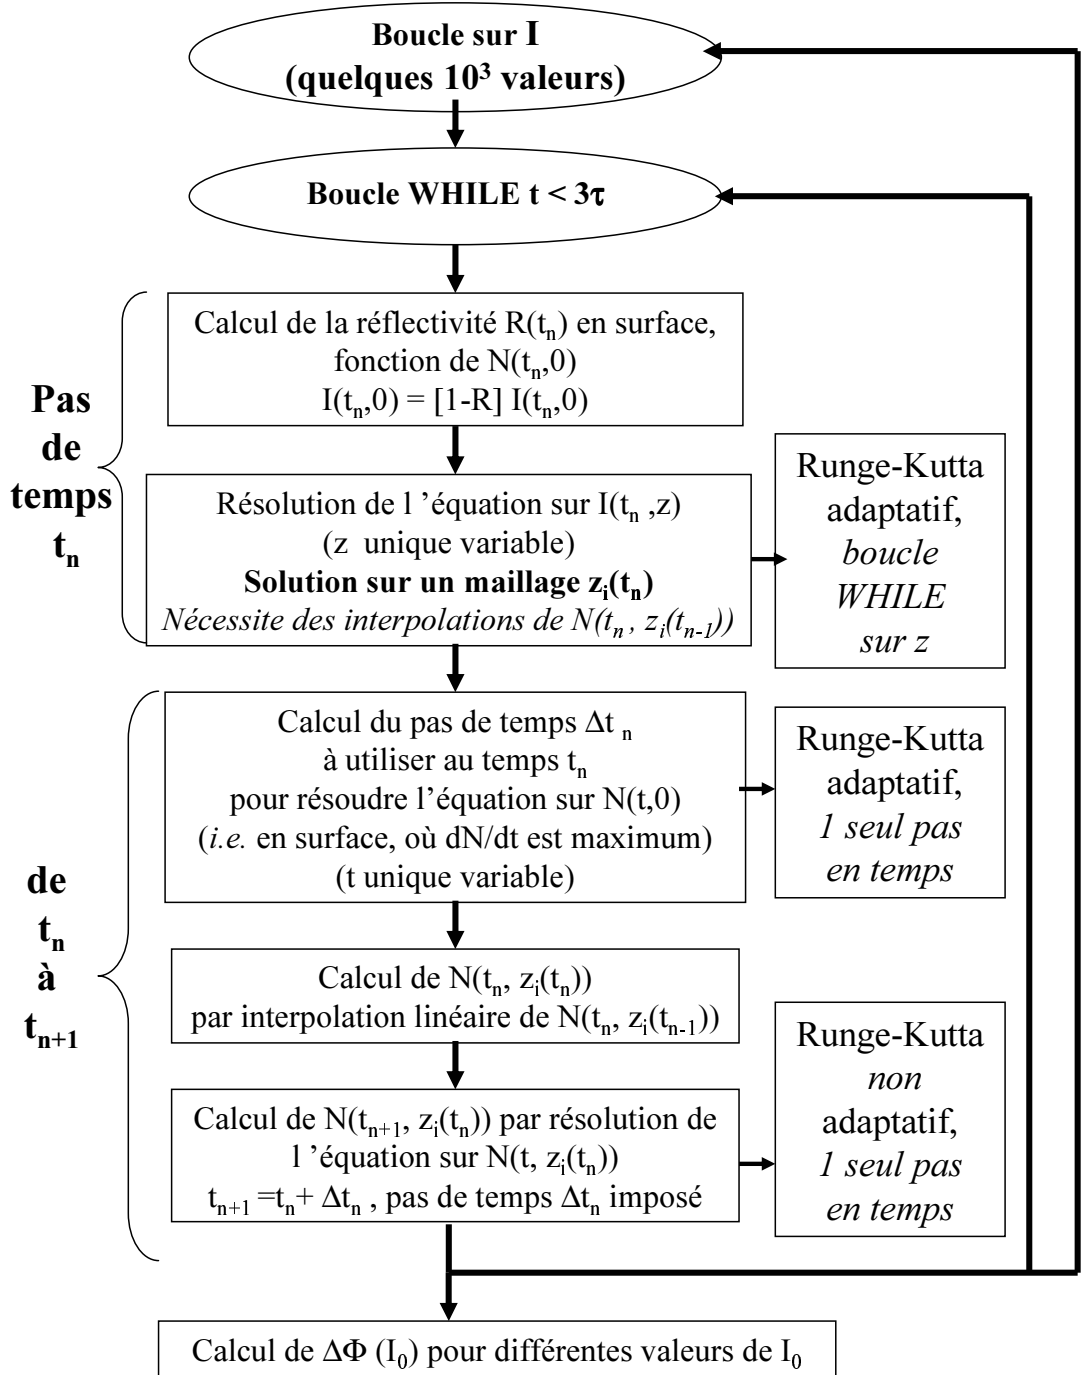 Boucle sur I
(quelques 10³ valeurs)
Boucle WHILE t < 3τ
Pas
de
temps
tₙ
Calcul de la réflectivité R(tₙ) en surface,
fonction de N(tₙ,0)
I(tₙ,0) = [1-R] I(tₙ,0)
Résolution de l ’équation sur I(tₙ ,z)
(z unique variable)
Solution sur un maillage zᵢ(tₙ)
Nécessite des interpolations de N(tₙ , zᵢ(tₙ₋₁))
Runge-Kutta
adaptatif,
boucle
WHILE
sur z
de
tₙ
à
tₙ₊₁
Calcul du pas de temps Δt ₙ
à utiliser au temps tₙ
pour résoudre l’équation sur N(t,0)
(i.e. en surface, où dN/dt est maximum)
(t unique variable)
Runge-Kutta
adaptatif,
1 seul pas
en temps
Calcul de N(tₙ, zᵢ(tₙ))
par interpolation linéaire de N(tₙ, zᵢ(tₙ₋₁))
Calcul de N(tₙ₊₁, zᵢ(tₙ)) par résolution de
l ’équation sur N(t, zᵢ(tₙ))
tₙ₊₁ =tₙ+ Δtₙ , pas de temps Δtₙ imposé
Runge-Kutta
non
adaptatif,
1 seul pas
en temps
Calcul de ΔΦ (I₀) pour différentes valeurs de I₀